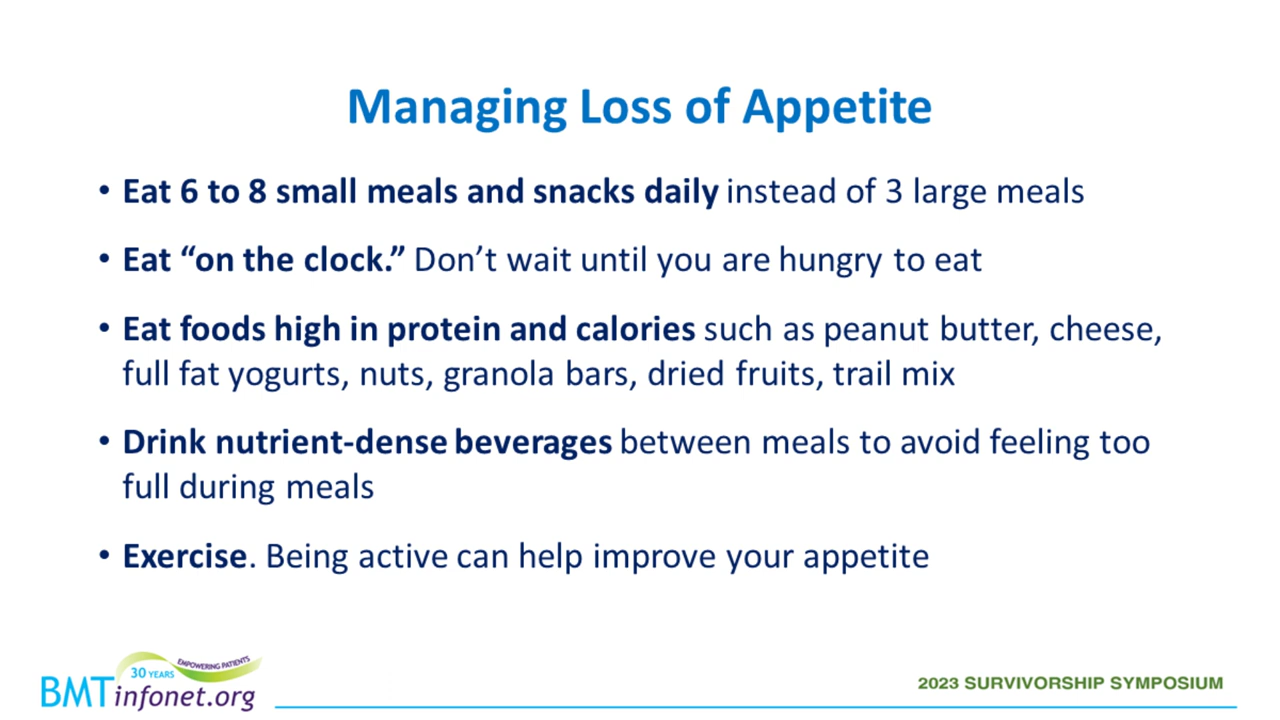 Managing Loss of Appetite
• Eat 6 to 8 small meals and snacks daily instead of 3 large meals
• Eat “on the clock.” Don’t wait until you are hungry to eat
• Eat foods high in protein and calories such as peanut butter, cheese,
full fat yogurts, nuts, granola bars, dried fruits, trail mix
• Drink nutrient-dense beverages between meals to avoid feeling too
full during meals
• Exercise. Being active can help improve your appetite
30 YEARS EMPOWERING PATIENTS
BMTinfonet.org
2023 SURVIVORSHIP SYMPOSIUM